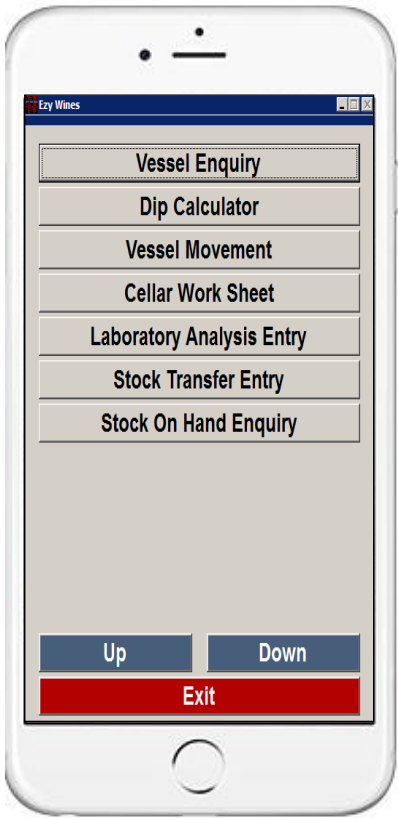 Ezy Wines
Vessel Enquiry
Dip Calculator
Vessel Movement
Cellar Work Sheet
Laboratory Analysis Entry
Stock Transfer Entry
Stock On Hand Enquiry
Up Down
Exit